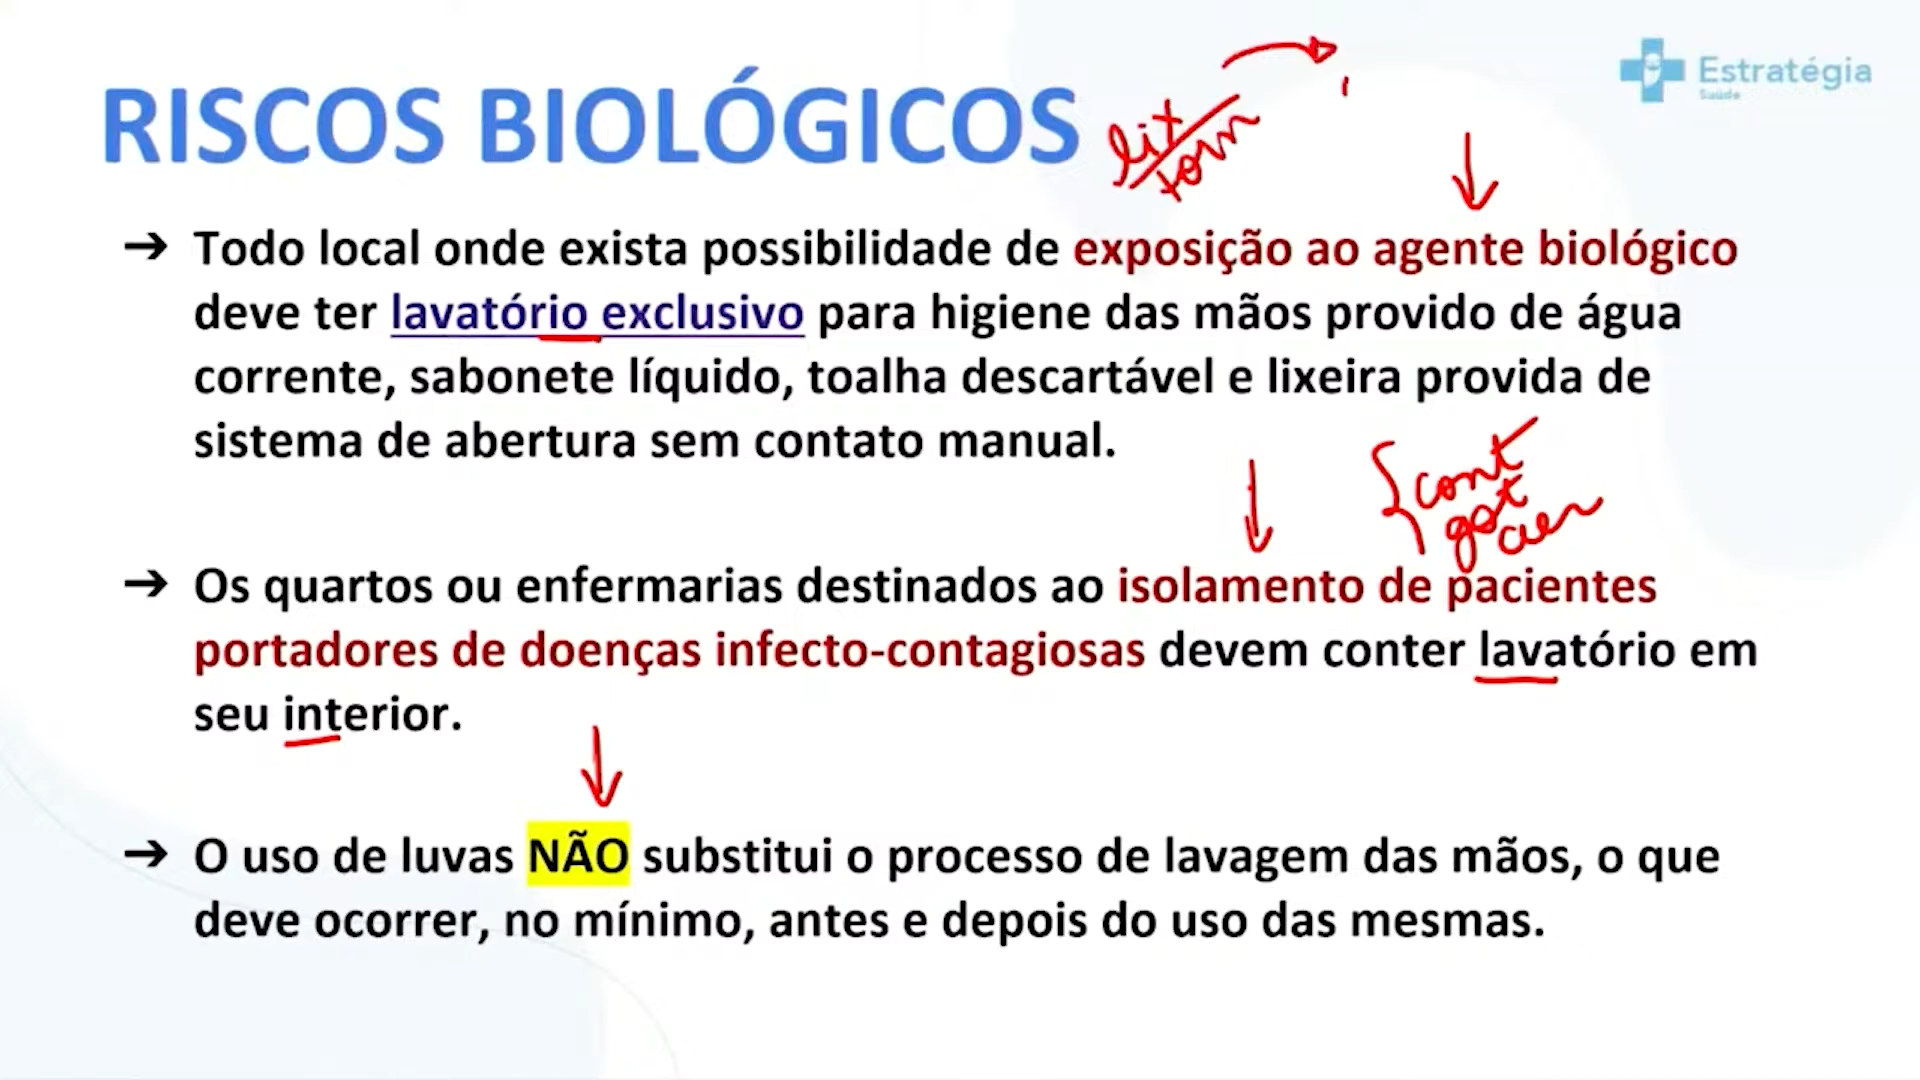 RISCOS BIOLÓGICOS
Estratégia
Saúde
➔ Todo local onde exista possibilidade de exposição ao agente biológico
deve ter lavatório exclusivo para higiene das mãos provido de água
corrente, sabonete líquido, toalha descartável e lixeira provida de
sistema de abertura sem contato manual.
cont
got
aer
➔ Os quartos ou enfermarias destinados ao isolamento de pacientes
portadores de doenças infecto-contagiosas devem conter lavatório em
seu interior.
➔ O uso de luvas NÃO substitui o processo de lavagem das mãos, o que
deve ocorrer, no mínimo, antes e depois do uso das mesmas.